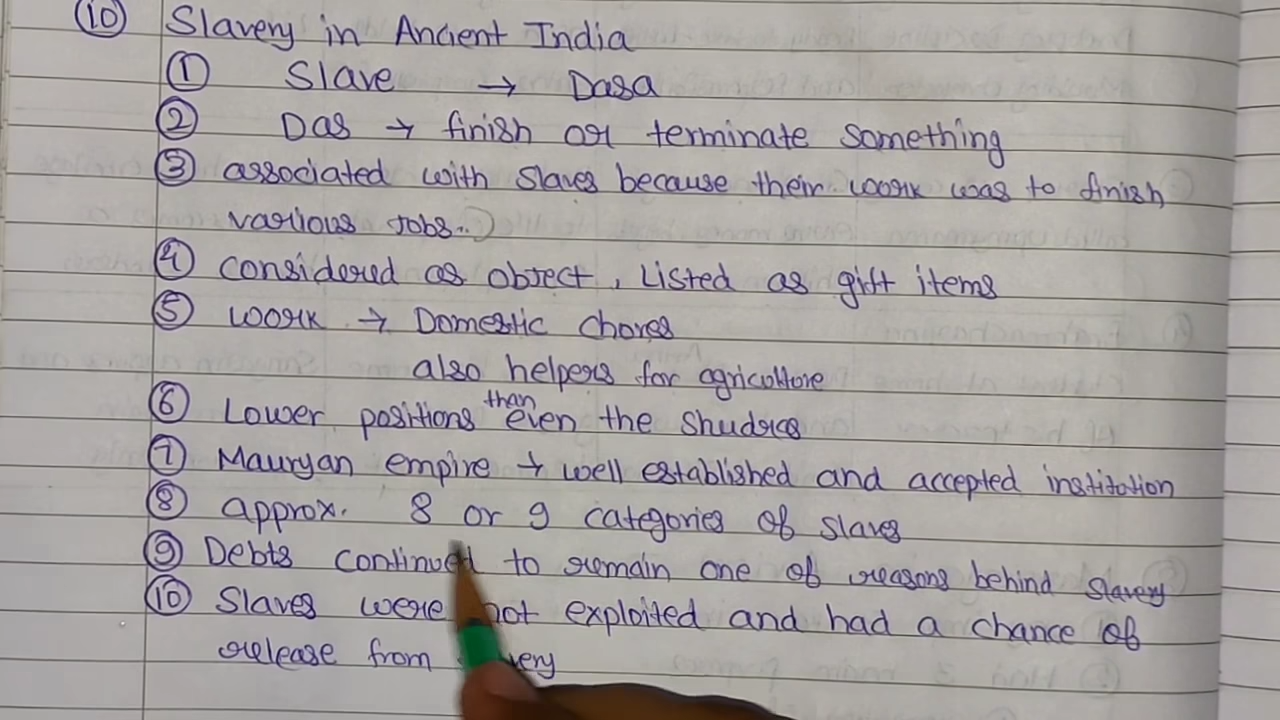 (10) Slavery in Ancient India
(1) Slave → Dasa
(2) Das → finish or terminate something
(3) associated with slaves because their work was to finish
various Jobs..
(4) considered as object, Listed as gift items
(5) work → Domestic chores
also helpers for agriculture
(6) Lower positions than even the shudras
(7) Mauryan empire → well established and accepted institution
(8) approx. 8 or 9 categories of slaves
(9) Debts continued to remain one of reasons behind slavery
(10) Slaves were not exploited and had a chance of
release from